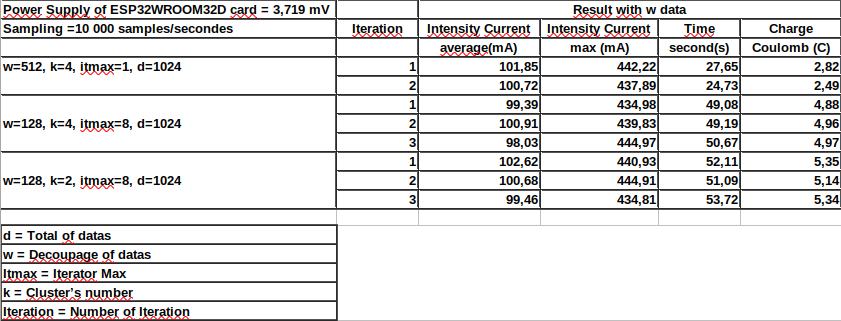 Power Supply of ESP32WROOM32D card = 3,719 mV Result with w data
Sampling =10 000 samples/secondes Iteration Intensity Current Intensity Current Time Charge
average(mA) max (mA) second(s) Coulomb (C)
w=512, k=4, itmax=1, d=1024 1 101,85 442,22 27,65 2,82
2 100,72 437,89 24,73 2,49
1 99,39 434,98 49,08 4,88
w=128, k=4, itmax=8, d=1024 2 100,91 439,83 49,19 4,96
3 98,03 444,97 50,67 4,97
1 102,62 440,93 52,11 5,35
w=128, k=2, itmax=8, d=1024 2 100,68 444,91 51,09 5,14
3 99,46 434,81 53,72 5,34
d = Total of datas
w = Decoupage of datas
Itmax = Iterator Max
k = Cluster's number
Iteration = Number of Iteration